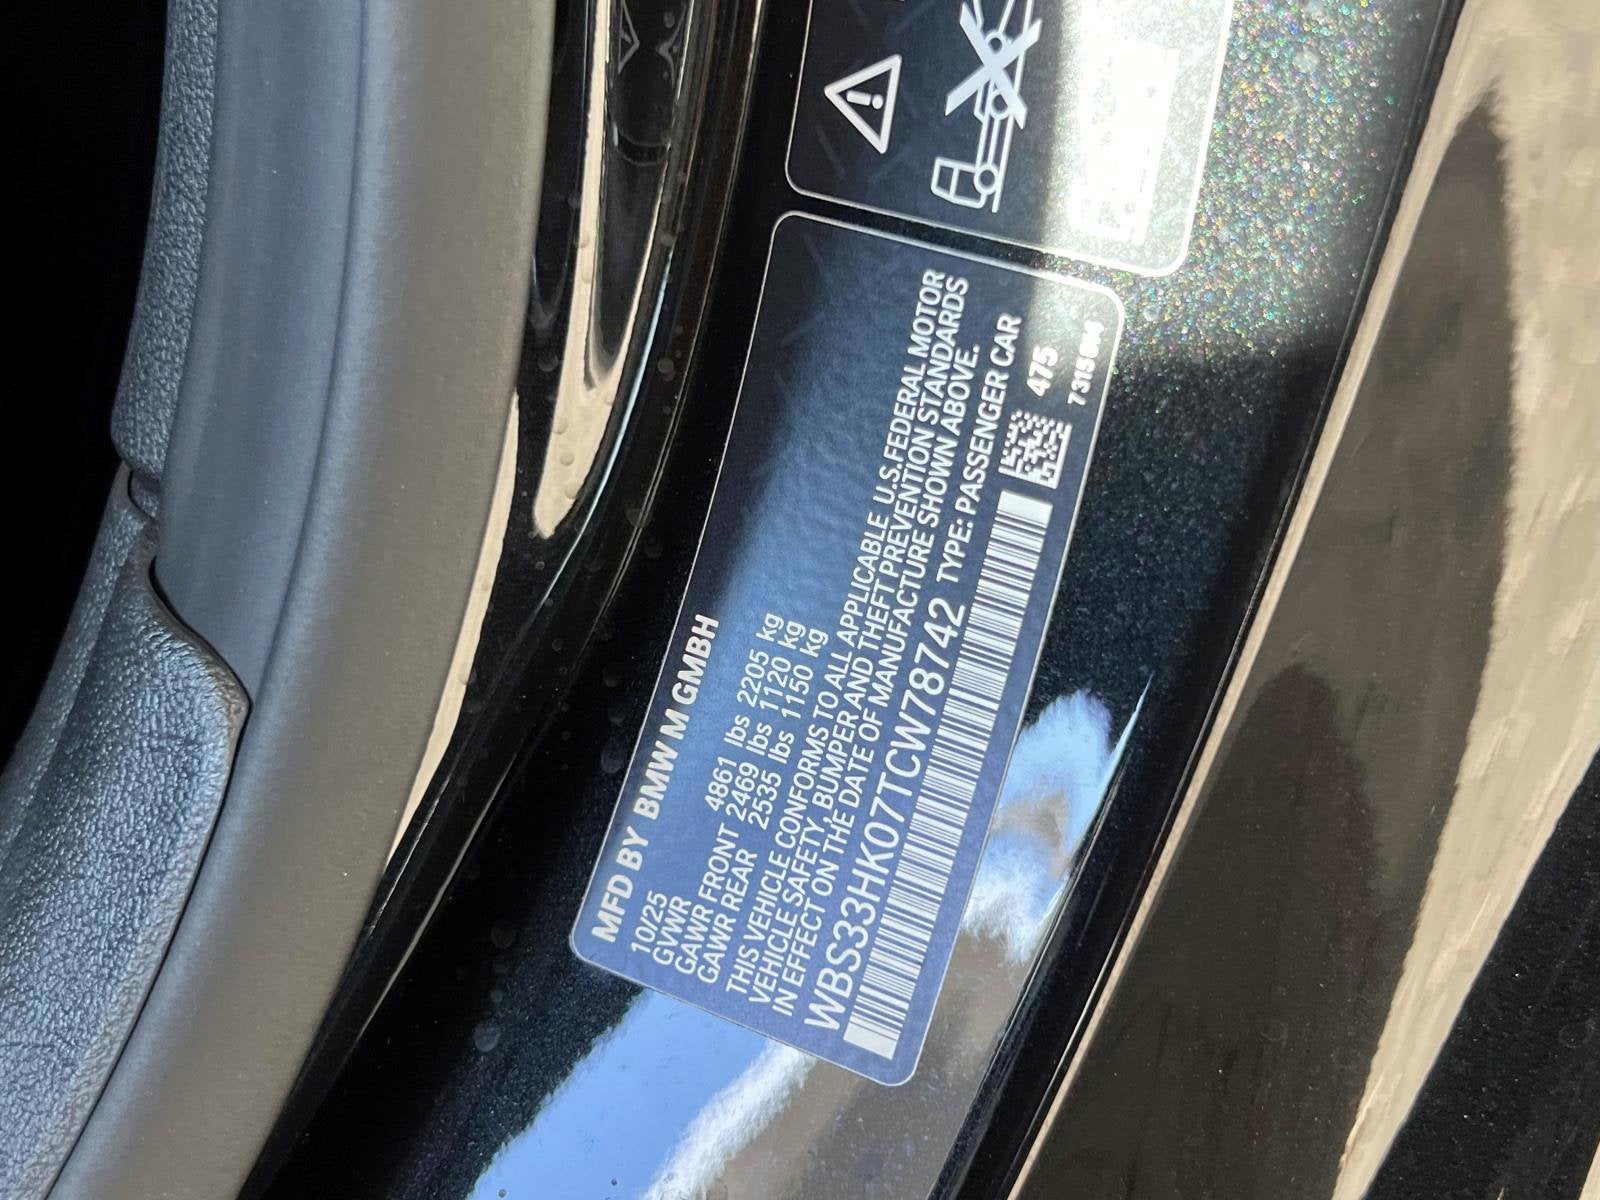 MFD BY BMW M GMBH
10/25
GVWR 4861 lbs 2205 kg
GAWR FRONT 2469 lbs 1120 kg
GAWR REAR 2535 lbs 1150 kg
THIS VEHICLE CONFORMS TO ALL APPLICABLE U.S.FEDERAL MOTOR
VEHICLE SAFETY, BUMPER AND THEFT PREVENTION STANDARDS
IN EFFECT ON THE DATE OF MANUFACTURE SHOWN ABOVE.
WBS33HK07TCW78742 TYPE: PASSENGER CAR
475